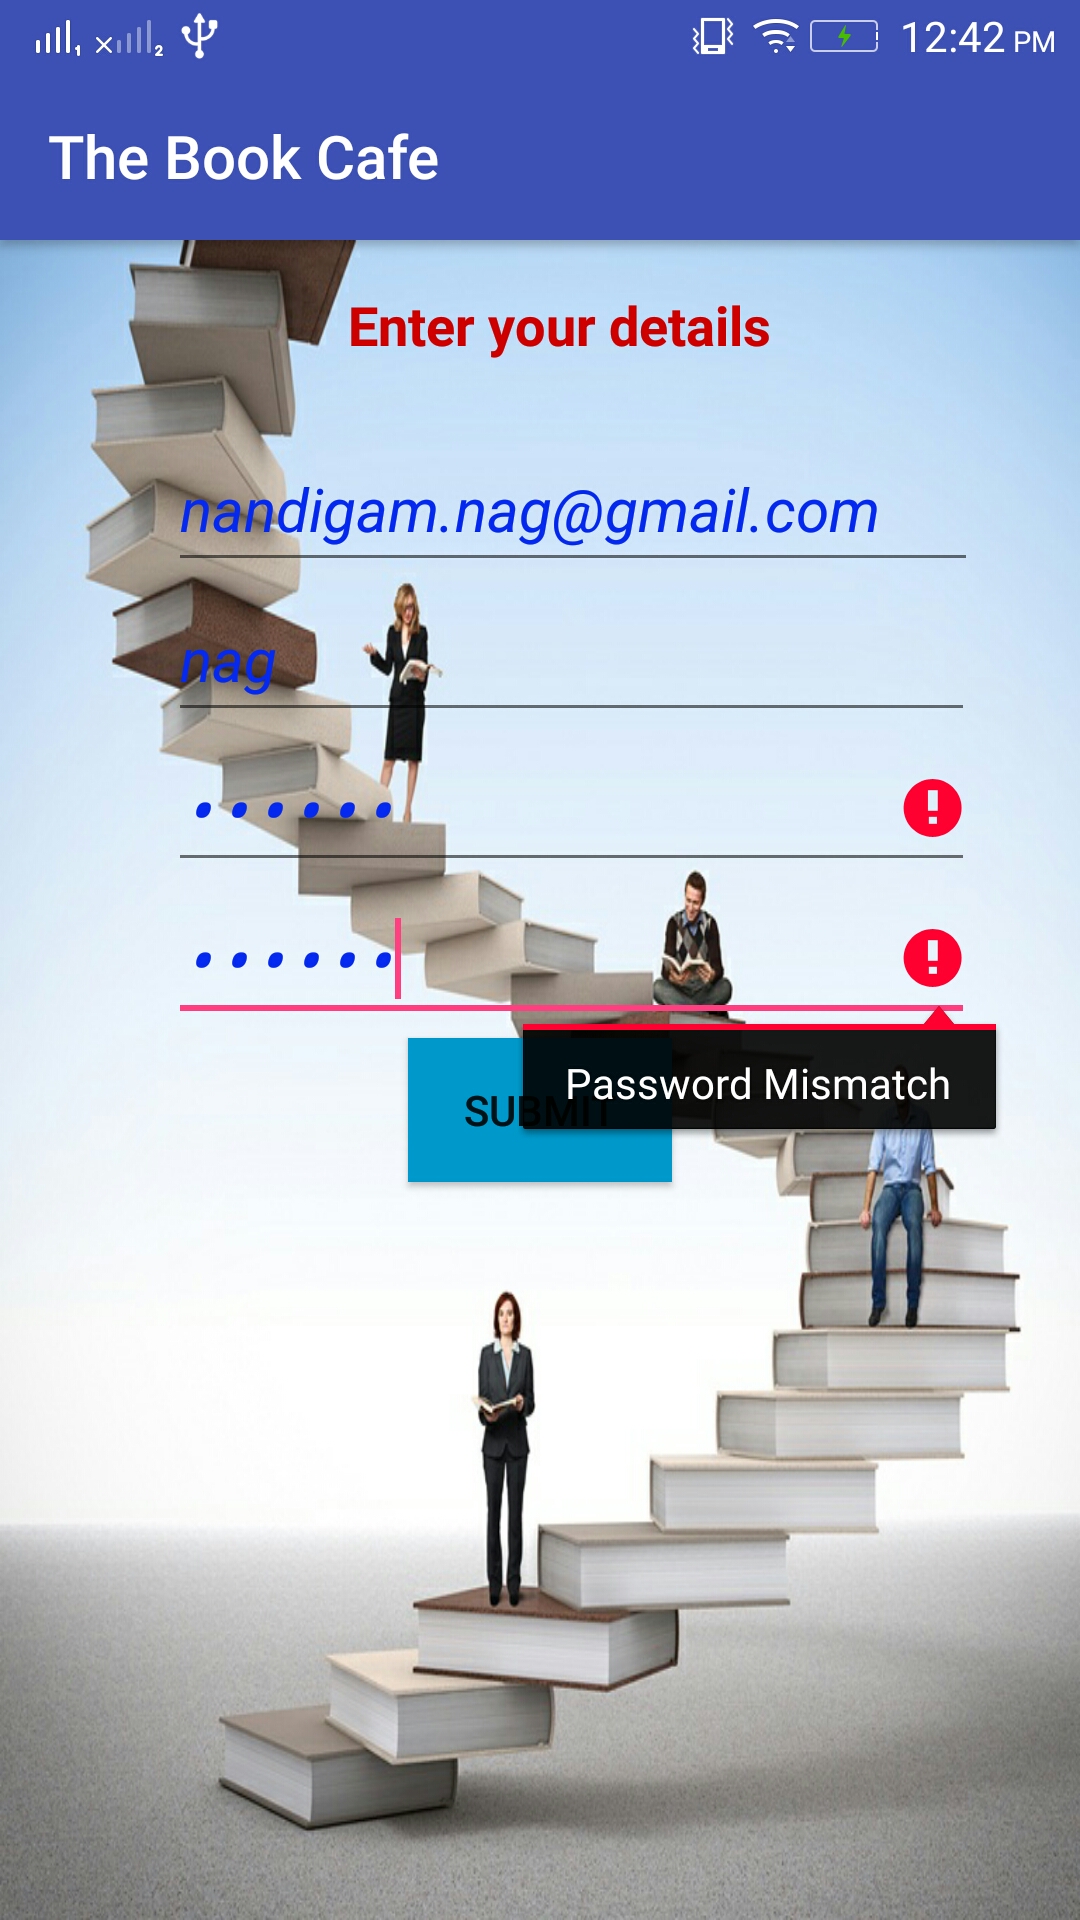 12:42 PM
The Book Cafe
Enter your details
nandigam.nag@gmail.com
nag
••••••
••••••
Password Mismatch
SUBMIT